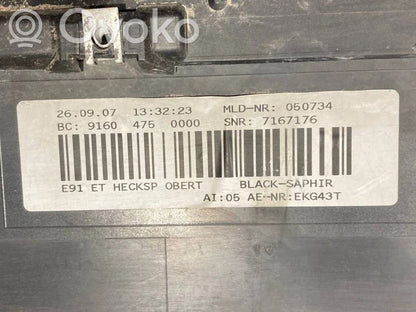 ovoko
26.09.07 13:32:23 MLD-NR: 050734
BC: 9160 475 0000 SNR: 7167176
E91 ET HECKSP OBERT BLACK-SAPHIR
AI:05 AE-NR:EKG43T